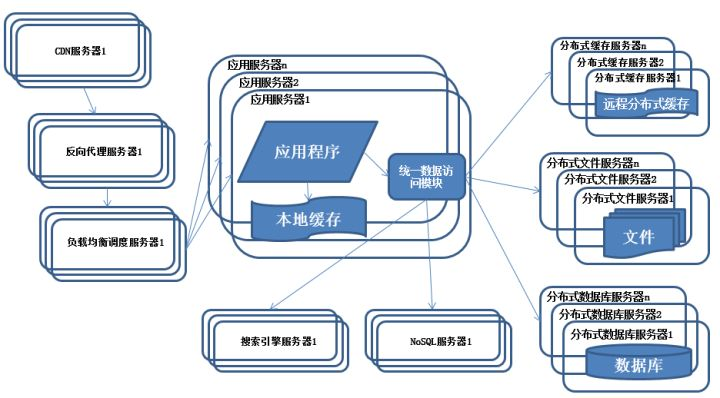 CDN服务器1
反向代理服务器1
负载均衡调度服务器1
应用服务器n
应用服务器2
应用服务器1
应用程序
本地缓存
统一数据访
问模块
搜索引擎服务器1
NoSQL服务器1
分布式缓存服务器n
分布式缓存服务器2
分布式缓存服务器1
远程分布式缓存
分布式文件服务器n
分布式文件服务器2
分布式文件服务器1
文件
分布式数据库服务器n
分布式数据库服务器2
分布式数据库服务器1
数据库